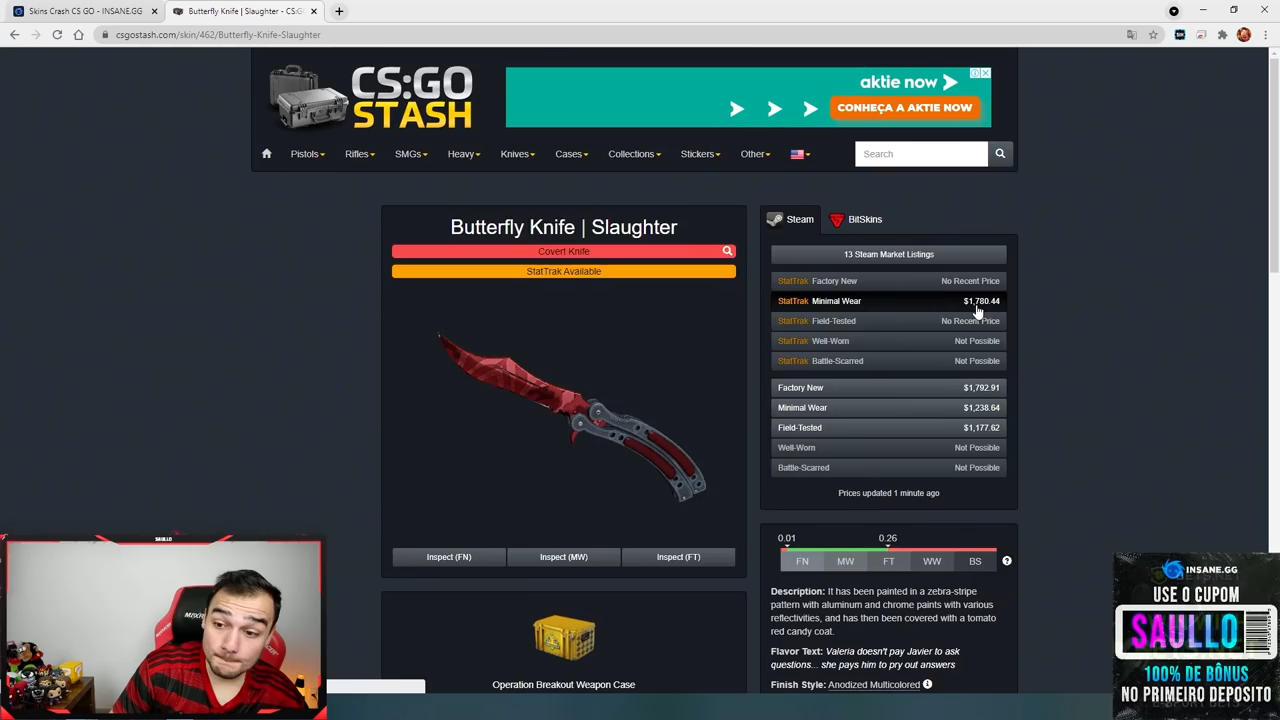 Skins Crash CS GO - INSANE.GG
Butterfly Knife | Slaughter - CS:G
csgostash.com/skin/462/Butterfly-Knife-Slaughter
CS:GO
STASH
aktie now
CONHEÇA A AKTIE NOW
Pistols
Rifles
SMGs
Heavy
Knives
Cases
Collections
Stickers
Other
Search
Butterfly Knife | Slaughter
Covert Knife
StatTrak Available
Inspect (FN)
Inspect (MW)
Inspect (FT)
Operation Breakout Weapon Case
Steam
BitSkins
13 Steam Market Listings
StatTrak Factory New No Recent Price
StatTrak Minimal Wear $1,780.44
StatTrak Field-Tested No Recent Price
StatTrak Well-Worn Not Possible
StatTrak Battle-Scarred Not Possible
Factory New $1,792.91
Minimal Wear $1,238.64
Field-Tested $1,177.62
Well-Worn Not Possible
Battle-Scarred Not Possible
Prices updated 1 minute ago
0.01 0.26
FN MW FT WW BS
Description: It has been painted in a zebra-stripe
pattern with aluminum and chrome paints with various
reflectivities, and has then been covered with a tomato
red candy coat.
Flavor Text: Valeria doesn't pay Javier to ask
questions... she pays him to pry out answers
Finish Style: Anodized Multicolored
SAULLO
INSANE.GG
USE O CUPOM
SAULLO
100% DE BÔNUS
NO PRIMEIRO DEPOSITO